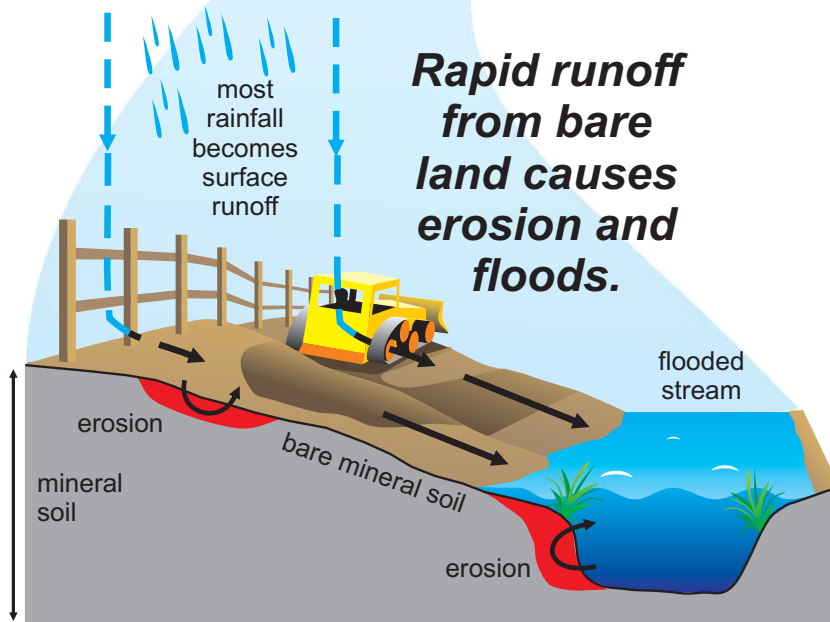 most
rainfall
becomes
surface
runoff
Rapid runoff
from bare
land causes
erosion and
floods.
flooded
stream
erosion
bare mineral soil
mineral
soil
erosion